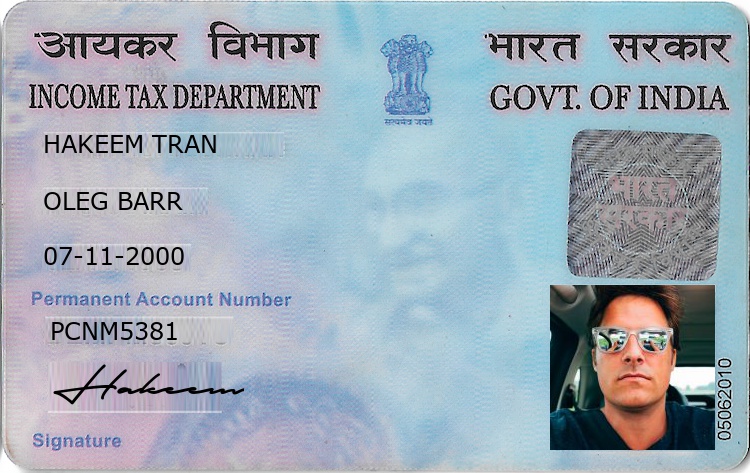 आयकर विभाग
भारत सरकार
INCOME TAX DEPARTMENT
GOVT. OF INDIA
सत्यमेव जयते
HAKEEM TRAN
OLEG BARR
07-11-2000
भारत
सरकार
Permanent Account Number
PCNM5381
Hakeem
Signature
05062010